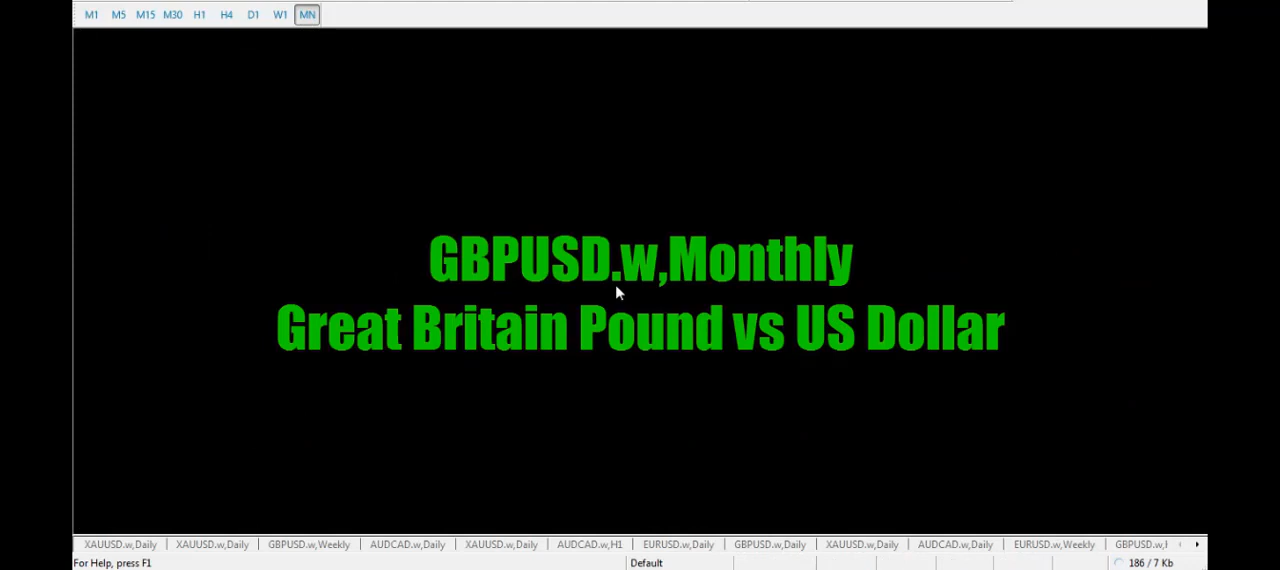 M1 M5 M15 M30 H1 H4 D1 W1 MN
GBPUSD.w,Monthly
Great Britain Pound vs US Dollar
XAUUSD.w,Daily XAUUSD.w,Daily GBPUSD.w,Weekly AUDCAD.w,Daily XAUUSD.w,Daily AUDCAD.w,H1 EURUSD.w,Daily GBPUSD.w,Daily XAUUSD.w,Daily AUDCAD.w,Daily EURUSD.w,Weekly GBPUSD.w,
For Help, press F1 Default 186 / 7 Kb